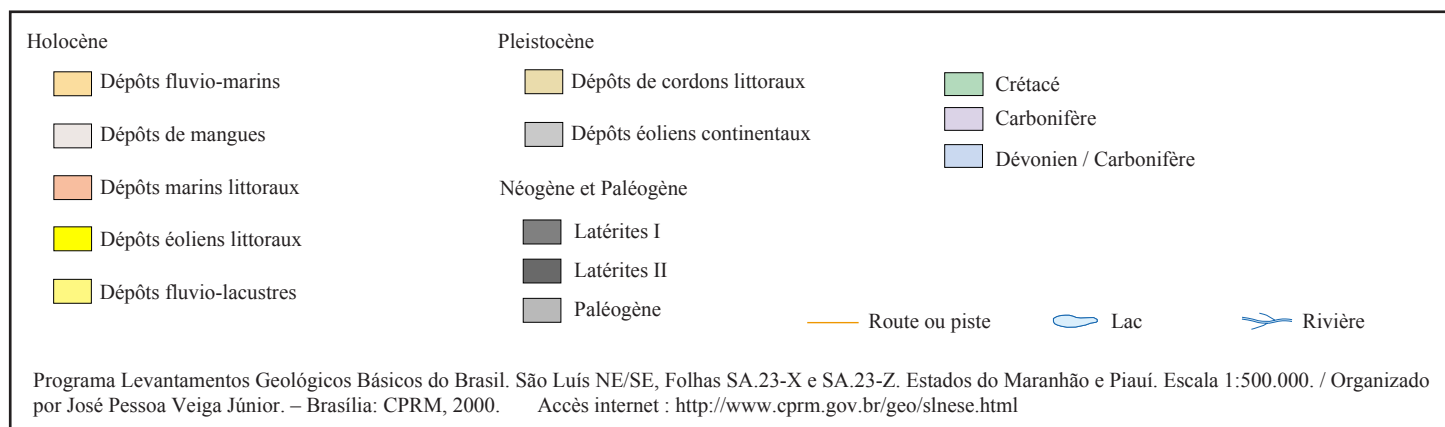 Holocène
Dépôts fluvio-marins
Dépôts de mangues
Dépôts marins littoraux
Dépôts éoliens littoraux
Dépôts fluvio-lacustres
Pleistocène
Dépôts de cordons littoraux
Dépôts éoliens continentaux
Néogène et Paléogène
Latérites I
Latérites II
Paléogène
Crétacé
Carbonifère
Dévonien / Carbonifère
Route ou piste
Lac
Rivière
Programa Levantamentos Geológicos Básicos do Brasil. São Luís NE/SE, Folhas SA.23-X e SA.23-Z. Estados do Maranhão e Piauí. Escala 1:500.000. / Organizado
por José Pessoa Veiga Júnior. – Brasília: CPRM, 2000. Accès internet : http://www.cprm.gov.br/geo/slnese.html